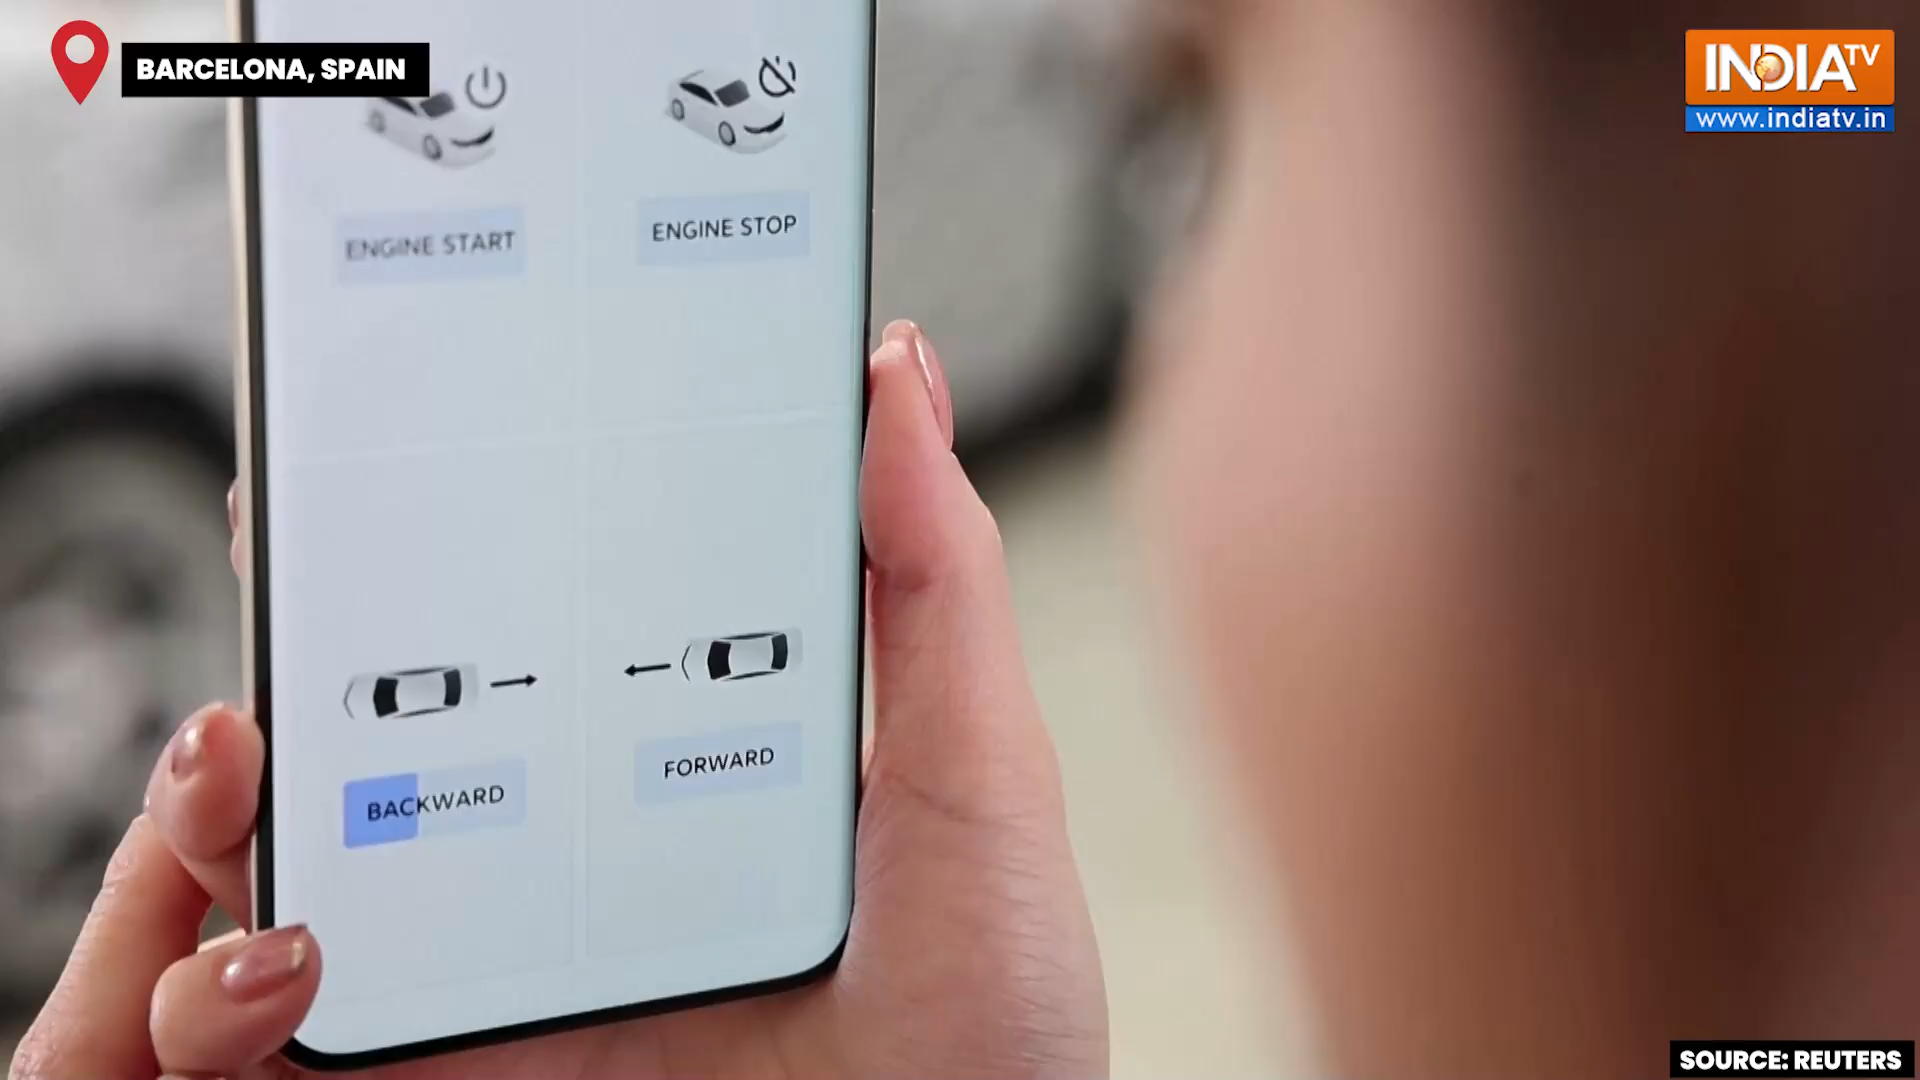 BARCELONA, SPAIN
INDIA TV
www.indiatv.in
ENGINE START
ENGINE STOP
BACKWARD
FORWARD
SOURCE: REUTERS